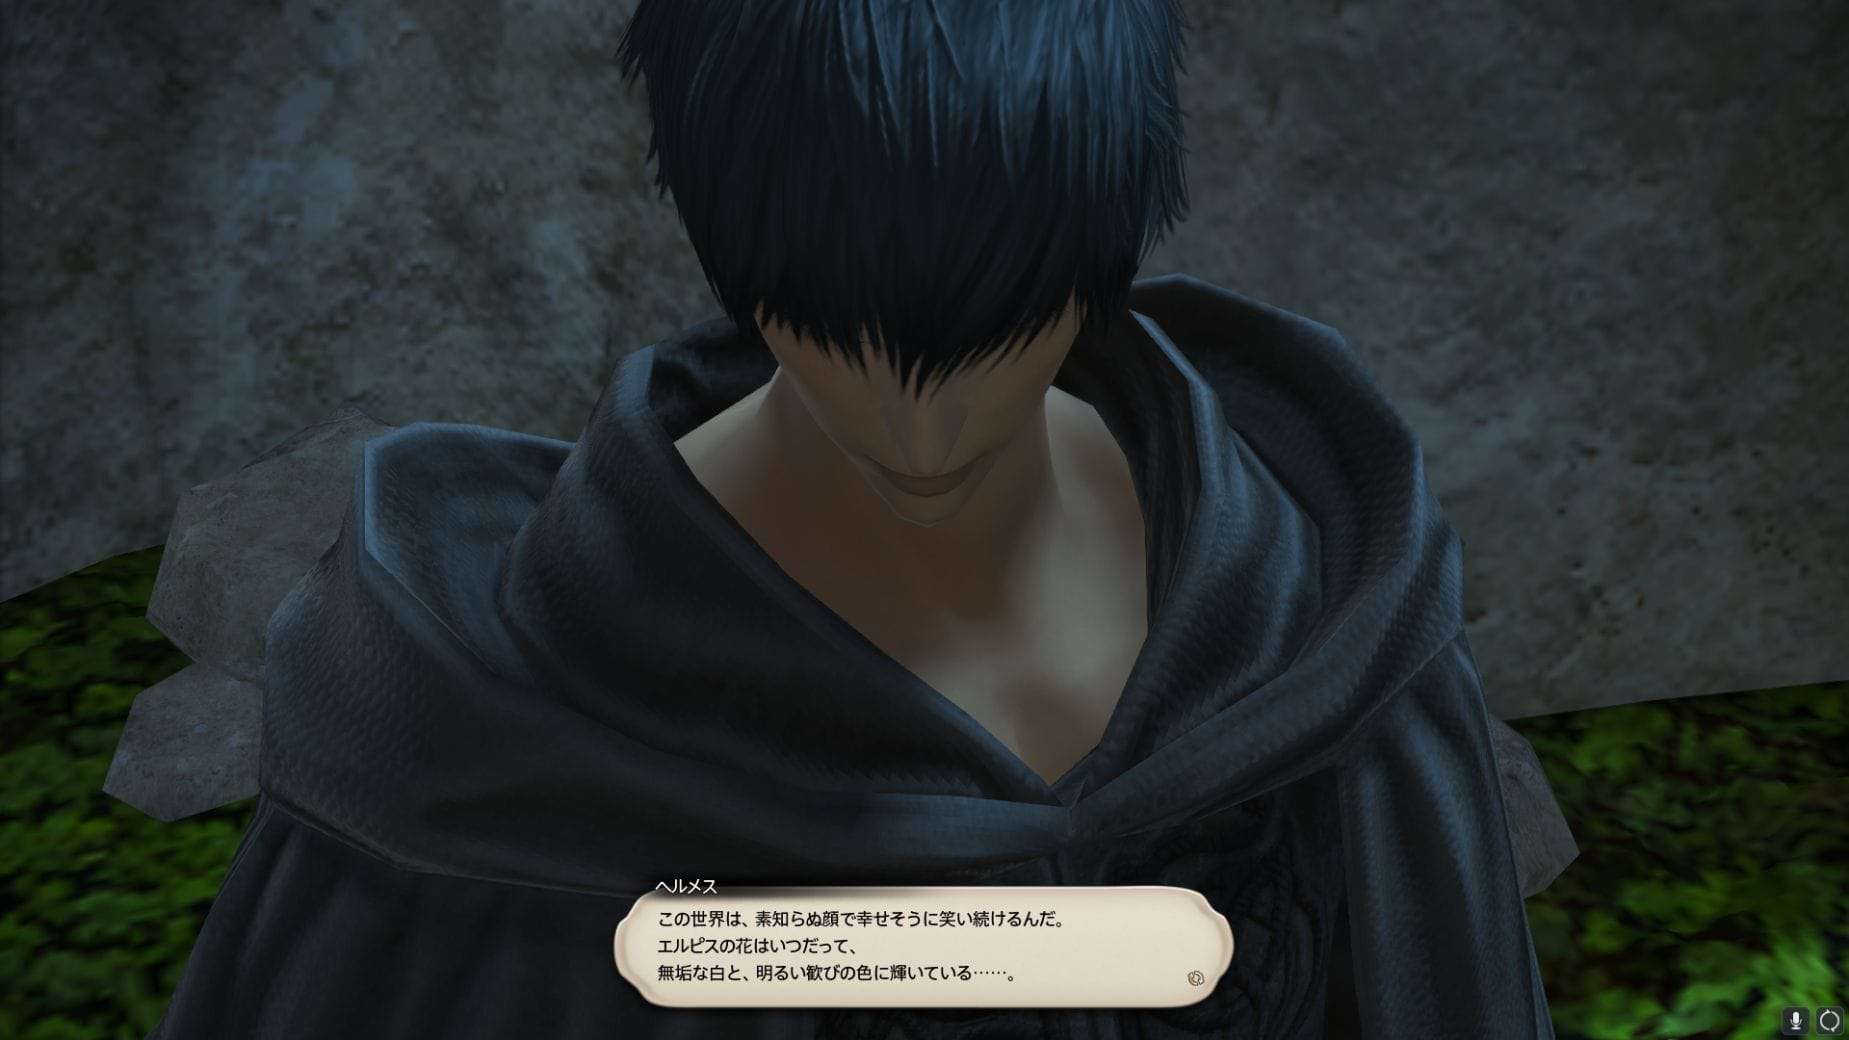 ヘルメス
この世界は、素知らぬ顔で幸せそうに笑い続けるんだ。
エルピスの花はいつだって、
無垢な白と、明るい歓びの色に輝いている……。